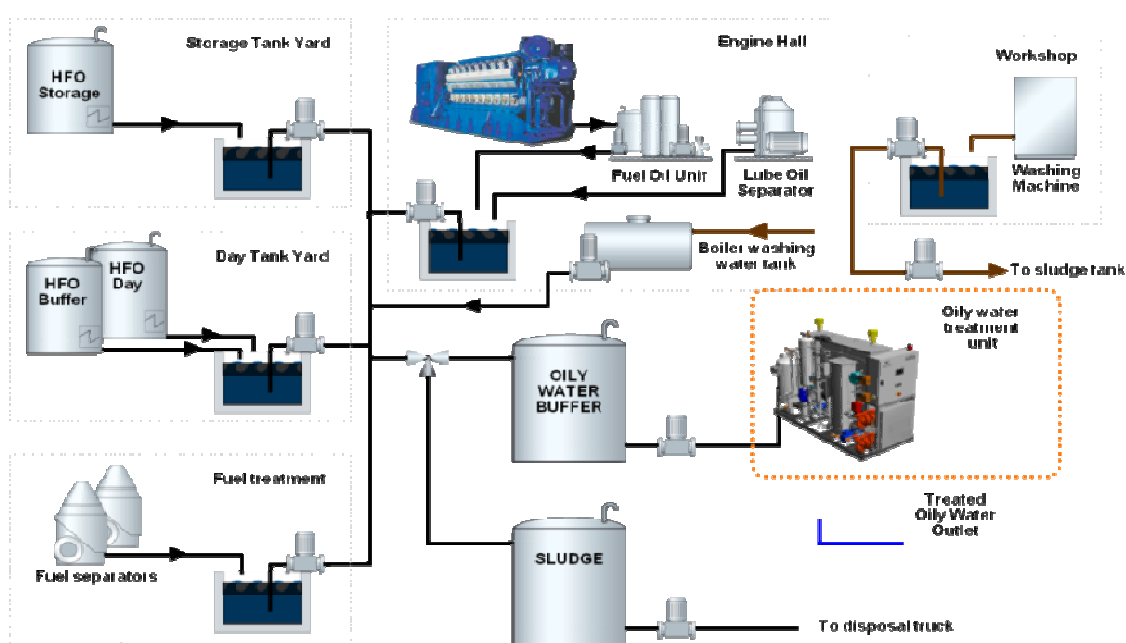 Storage Tank Yard
HFO
Storage
Engine Hall
Fuel Oil Unit
Lube Oil
Separator
Boiler washing
water tank
Workshop
Washing
Machine
To sludge tank
Day Tank Yard
HFO
Buffer
HFO
Day
Oily water
treatment
unit
OILY
WATER
BUFFER
Fuel treatment
Fuel separators
Treated
Oily Water
Outlet
SLUDGE
To disposal truck